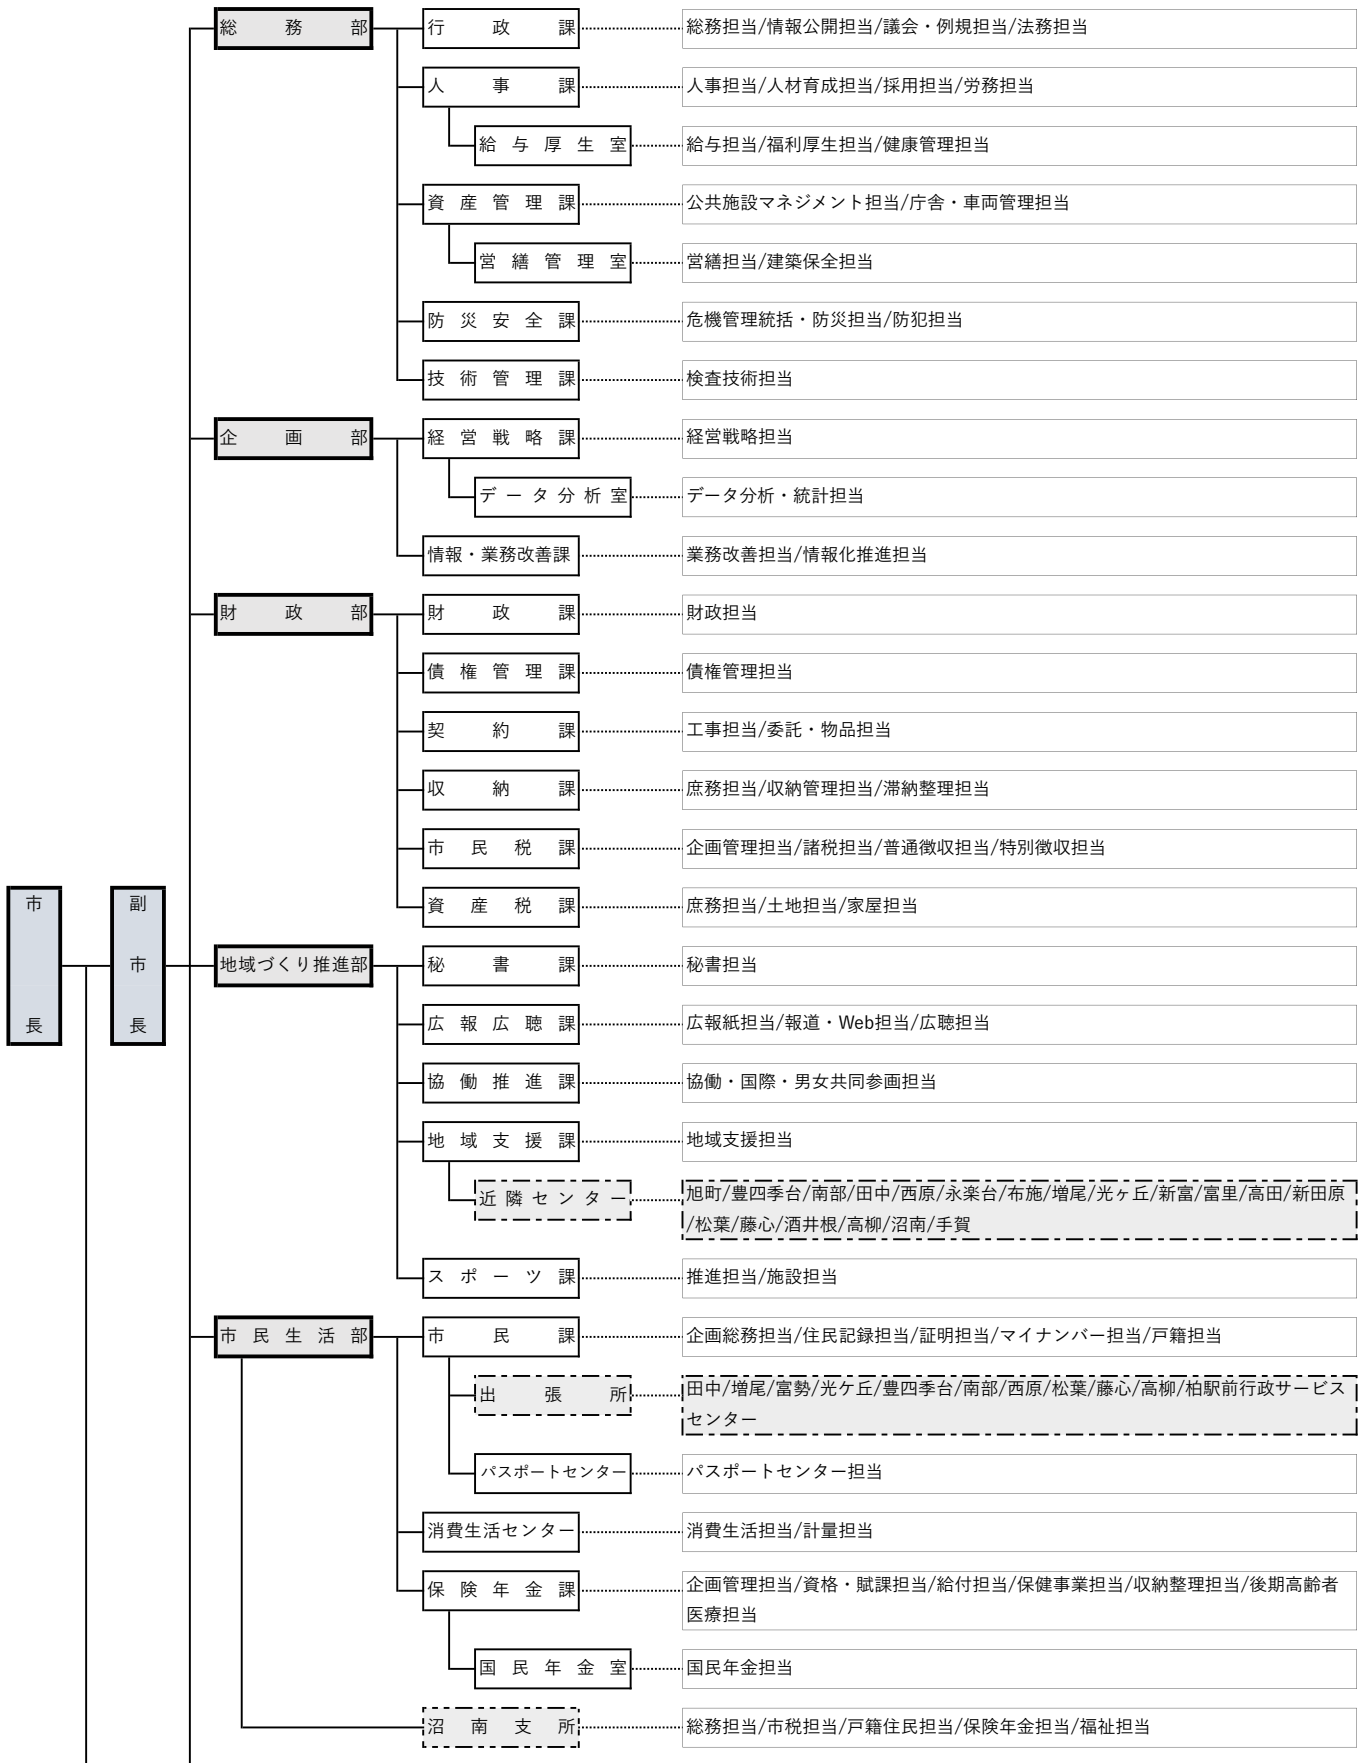 総務部
行政課
総務担当/情報公開担当/議会・例規担当/法務担当
人事課
人事担当/人材育成担当/採用担当/労務担当
給与厚生室
給与担当/福利厚生担当/健康管理担当
資産管理課
公共施設マネジメント担当/庁舎・車両管理担当
営繕管理室
営繕担当/建築保全担当
防災安全課
危機管理統括・防災担当/防犯担当
技術管理課
検査技術担当
企画部
経営戦略課
経営戦略担当
データ分析室
データ分析・統計担当
情報・業務改善課
業務改善担当/情報化推進担当
財政部
財政課
財政担当
債権管理課
債権管理担当
契約課
工事担当/委託・物品担当
収納課
庶務担当/収納管理担当/滞納整理担当
市民税課
企画管理担当/諸税担当/普通徴収担当/特別徴収担当
資産税課
庶務担当/土地担当/家屋担当
市長
副市長
地域づくり推進部
秘書課
秘書担当
広報広聴課
広報紙担当/報道・Web担当/広聴担当
協働推進課
協働・国際・男女共同参画担当
地域支援課
地域支援担当
近隣センター
旭町/豊四季台/南部/田中/西原/永楽台/布施/増尾/光ヶ丘/新富/富里/高田/新田原
/松葉/藤心/酒井根/高柳/沼南/手賀
スポーツ課
推進担当/施設担当
市民生活部
市民課
企画総務担当/住民記録担当/証明担当/マイナンバー担当/戸籍担当
出張所
田中/増尾/富勢/光ケ丘/豊四季台/南部/西原/松葉/藤心/高柳/柏駅前行政サービス
センター
パスポートセンター
パスポートセンター担当
消費生活センター
消費生活担当/計量担当
保険年金課
企画管理担当/資格・賦課担当/給付担当/保健事業担当/収納整理担当/後期高齢者
医療担当
国民年金室
国民年金担当
沼南支所
総務担当/市税担当/戸籍住民担当/保険年金担当/福祉担当